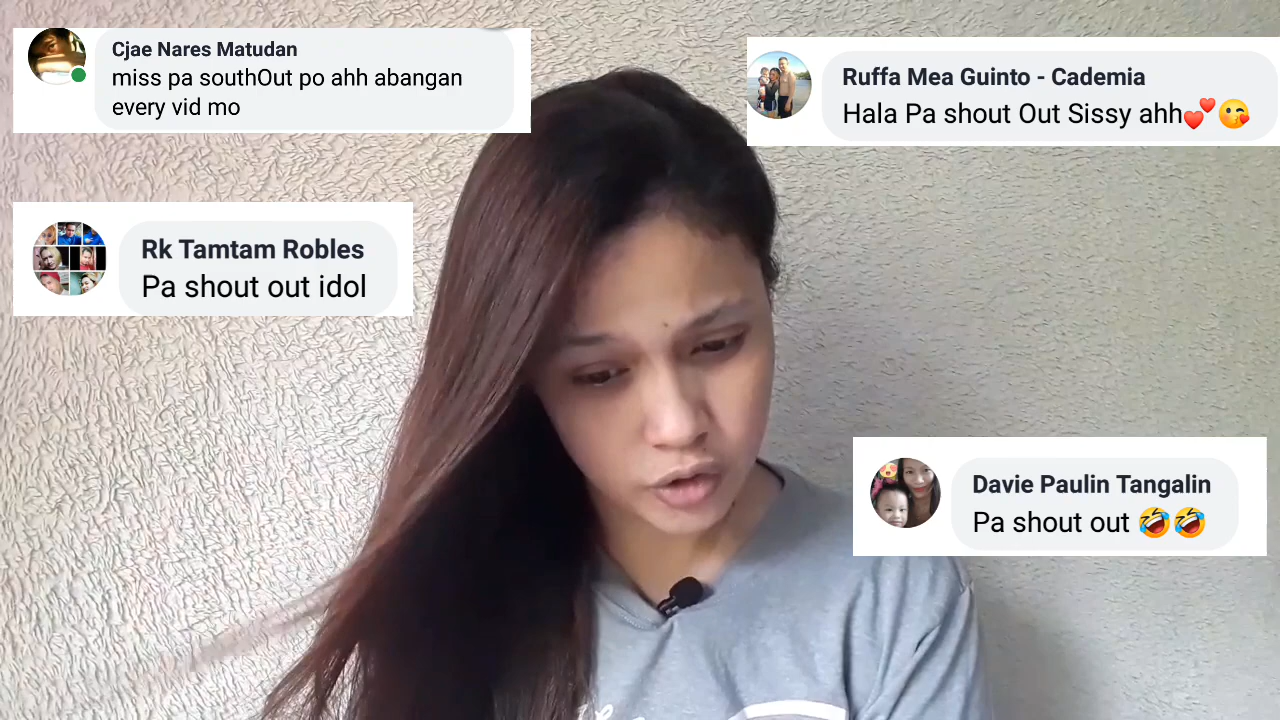 Cjae Nares Matudan
miss pa southOut po ahh abangan
every vid mo
Ruffa Mea Guinto - Cademia
Hala Pa shout Out Sissy ahh💕😘
Rk Tamtam Robles
Pa shout out idol
Davie Paulin Tangalin
Pa shout out 🤣🤣